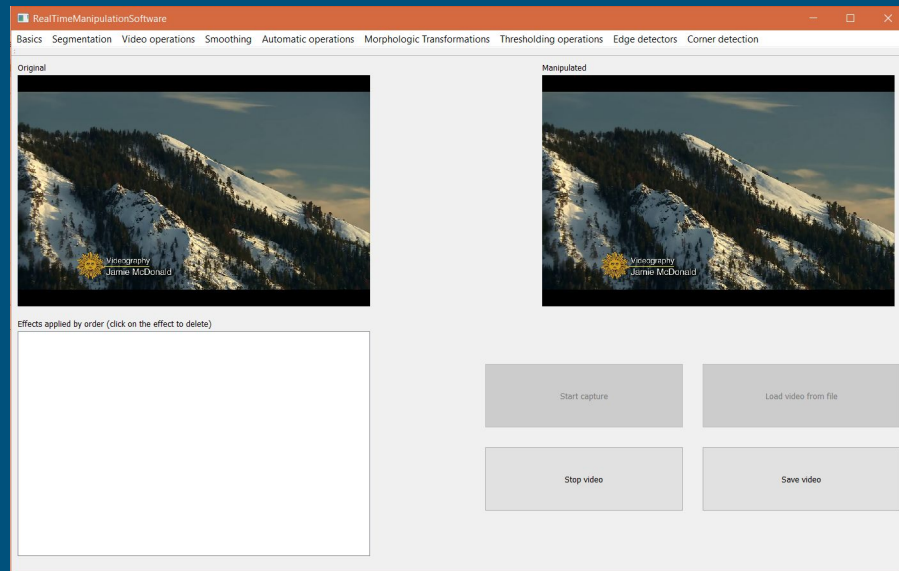 RealTimeManipulationSoftware
Basics Segmentation Video operations Smoothing Automatic operations Morphologic Transformations Thresholding operations Edge detectors Corner detection
Original
Manipulated
Videography
Jamie McDonald
Videography
Jamie McDonald
Effects applied by order (click on the effect to delete)
Start capture
Load video from file
Stop video
Save video